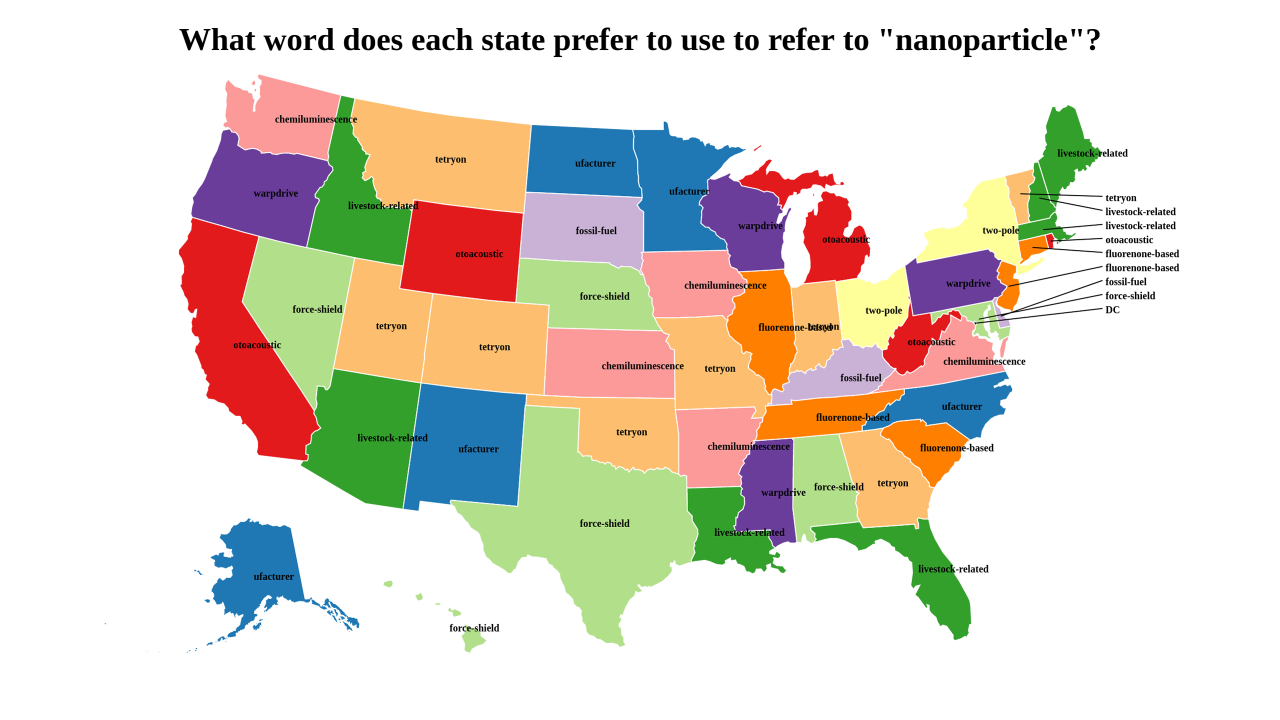 What word does each state prefer to use to refer to "nanoparticle"?
chemiluminescence
tetryon
ufacturer
livestock-related
ufacturer
warpdrive
livestock-related
tetryon
fossil-fuel
warpdrive
livestock-related
livestock-related
two-pole
otoacoustic
otoacoustic
otoacoustic
fluorenone-based
fluorenone-based
warpdrive
fossil-fuel
chemiluminescence
force-shield
force-shield
force-shield
two-pole
DC
tetryon
fluorenone-based
tetryon
otoacoustic
otoacoustic
tetryon
chemiluminescence
chemiluminescence
tetryon
fossil-fuel
ufacturer
fluorenone-based
tetryon
livestock-related
chemiluminescence
fluorenone-based
ufacturer
tetryon
force-shield
warpdrive
force-shield
livestock-related
livestock-related
ufacturer
force-shield